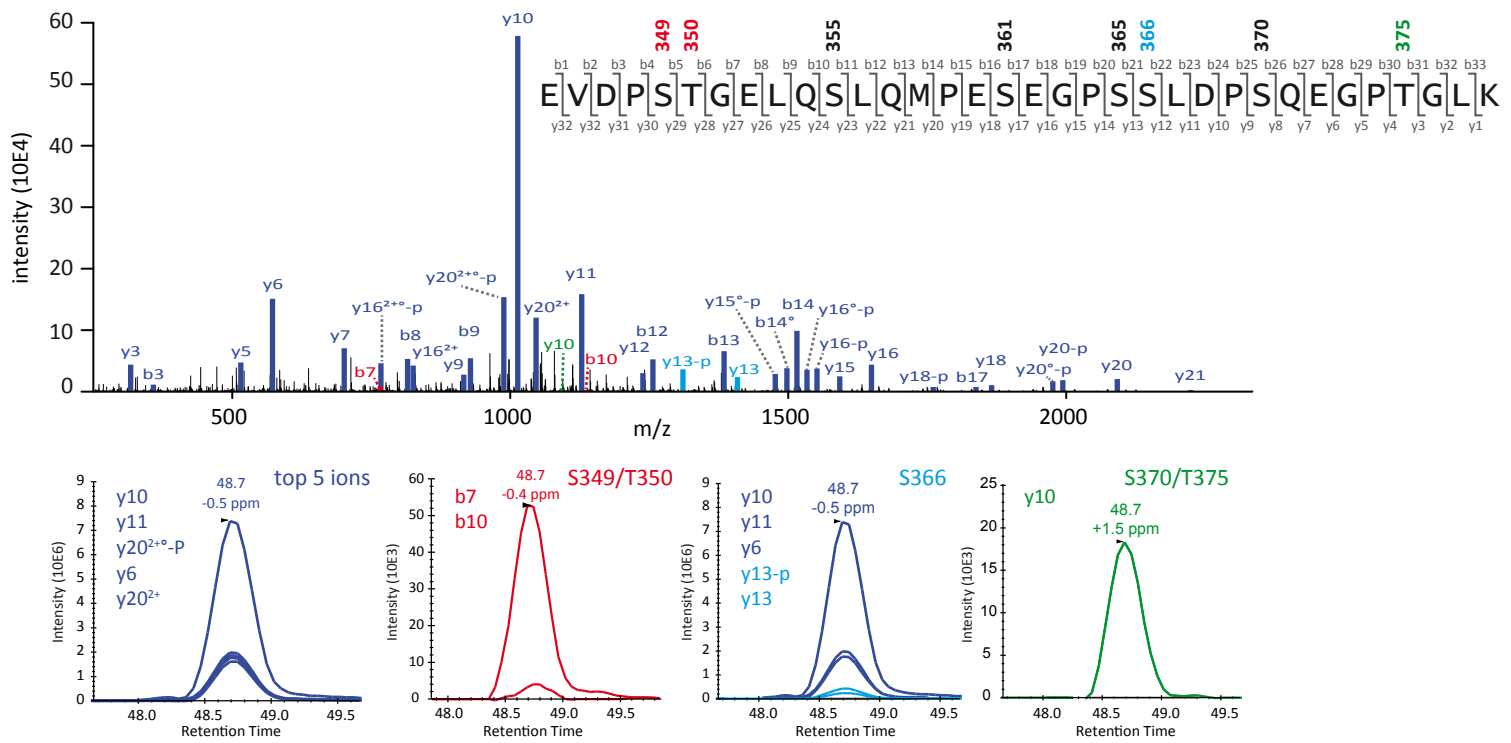 349 350 355 361 365 366 370 375
b1 b2 b3 b4 b5 b6 b7 b8 b9 b10 b11 b12 b13 b14 b15 b16 b17 b18 b19 b20 b21 b22 b23 b24 b25 b26 b27 b28 b29 b30 b31 b32 b33
EVDPSTGELQSLQMPESEGPSSLDPSQEGPTGLK
y32 y32 y31 y30 y29 y28 y27 y26 y25 y24 y23 y22 y21 y20 y19 y18 y17 y16 y15 y14 y13 y12 y11 y10 y9 y8 y7 y6 y5 y4 y3 y2 y1
intensity (10E4)
60
50
40
30
20
10
0
y10
y20²⁺°-p
y11
y6
y16²⁺°-p
y20²⁺
y15°-p
b14
y16°-p
b14°
y7
b8
b9
y10
b12
b13
y16-p
y3
y5
y16²⁺
y12
y13-p
y16
y18
y20-p
b3
b7
y9
b10
y13
y15
y18-p
b17
y20°-p
y20
y21
500 1000 1500 2000
m/z
top 5 ions
48.7
-0.5 ppm
y10
y11
y20²⁺°-P
y6
y20²⁺
Intensity (10E6)
9
8
7
6
5
4
3
2
1
0
48.0 48.5 49.0 49.5
Retention Time
S349/T350
48.7
-0.4 ppm
b7
b10
Intensity (10E3)
60
50
40
30
20
10
0
48.0 48.5 49.0 49.5
Retention Time
S366
48.7
-0.5 ppm
y10
y11
y6
y13-p
y13
Intensity (10E6)
9
8
7
6
5
4
3
2
1
0
48.0 48.5 49.0 49.5
Retention Time
S370/T375
48.7
+1.5 ppm
y10
Intensity (10E3)
25
20
15
10
5
0
48.0 48.5 49.0 49.5
Retention Time